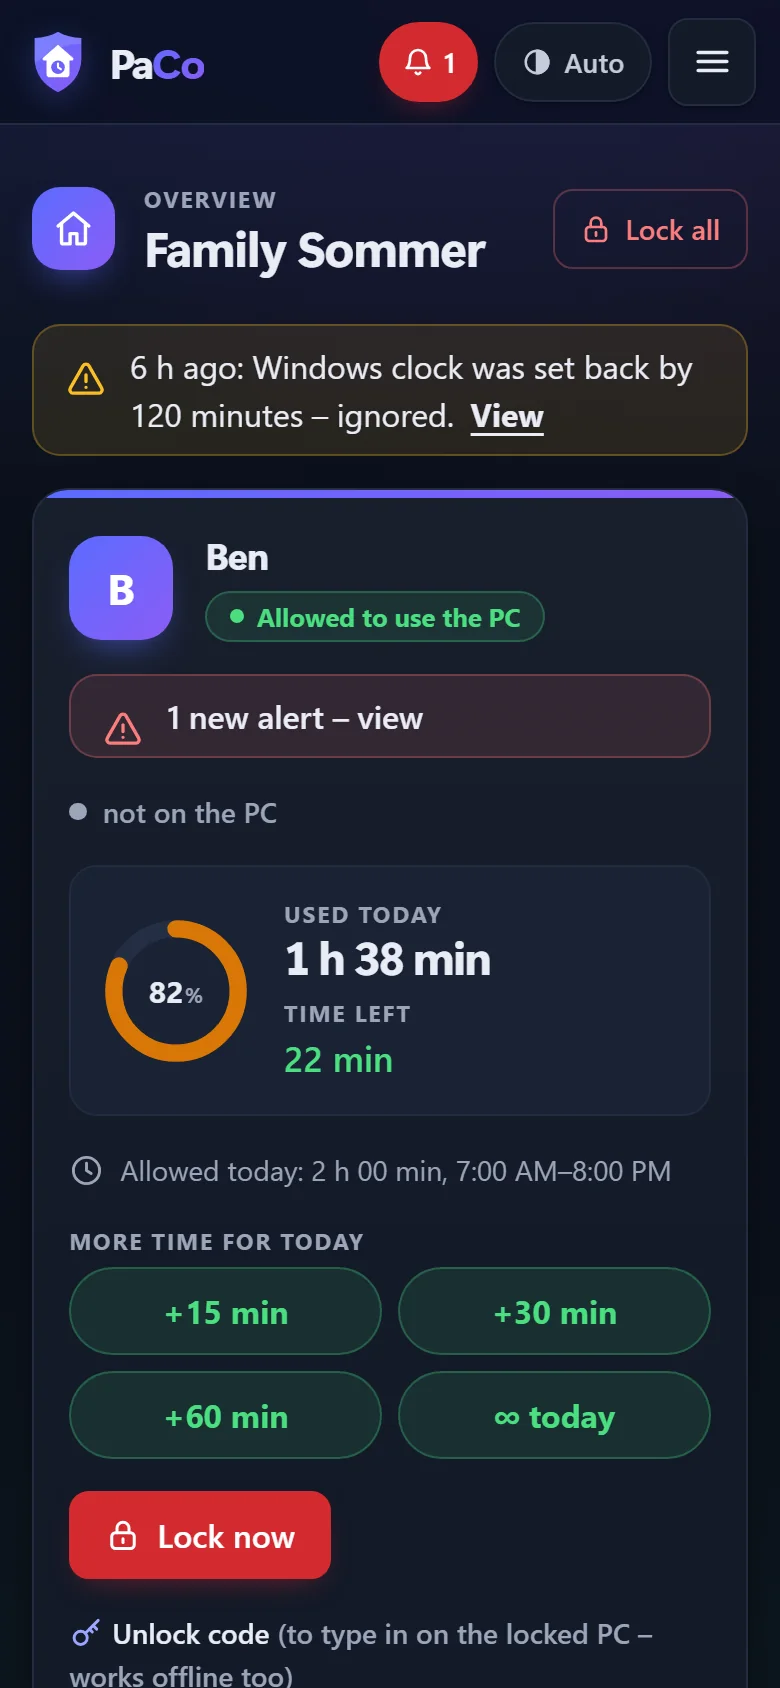 PaCo
1
Auto
OVERVIEW
Family Sommer
Lock all
6 h ago: Windows clock was set back by
120 minutes – ignored. View
B
Ben
Allowed to use the PC
1 new alert – view
not on the PC
82%
USED TODAY
1 h 38 min
TIME LEFT
22 min
Allowed today: 2 h 00 min, 7:00 AM–8:00 PM
MORE TIME FOR TODAY
+15 min
+30 min
+60 min
∞ today
Lock now
Unlock code (to type in on the locked PC –
works offline too)